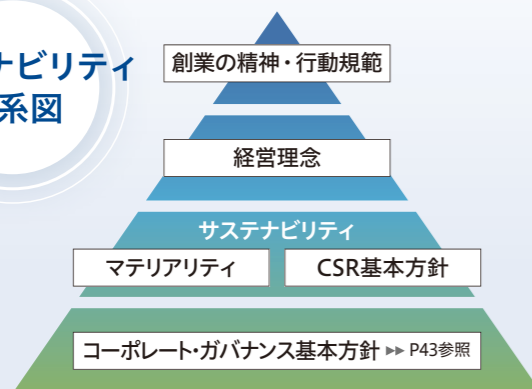 ナビリティ
系図
創業の精神・行動規範
経営理念
サステナビリティ
マテリアリティ
CSR基本方針
コーポレート・ガバナンス基本方針 ▶▶ P43参照